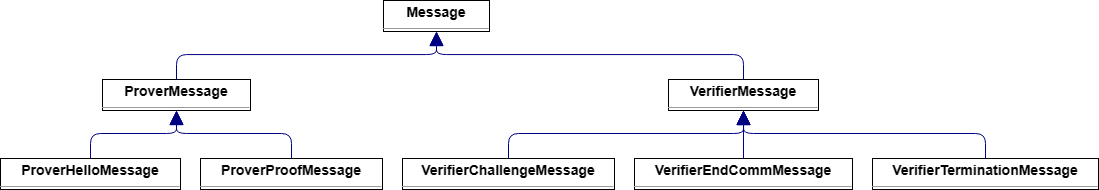 Message
ProverMessage
VerifierMessage
ProverHelloMessage
ProverProofMessage
VerifierChallengeMessage
VerifierEndCommMessage
VerifierTerminationMessage